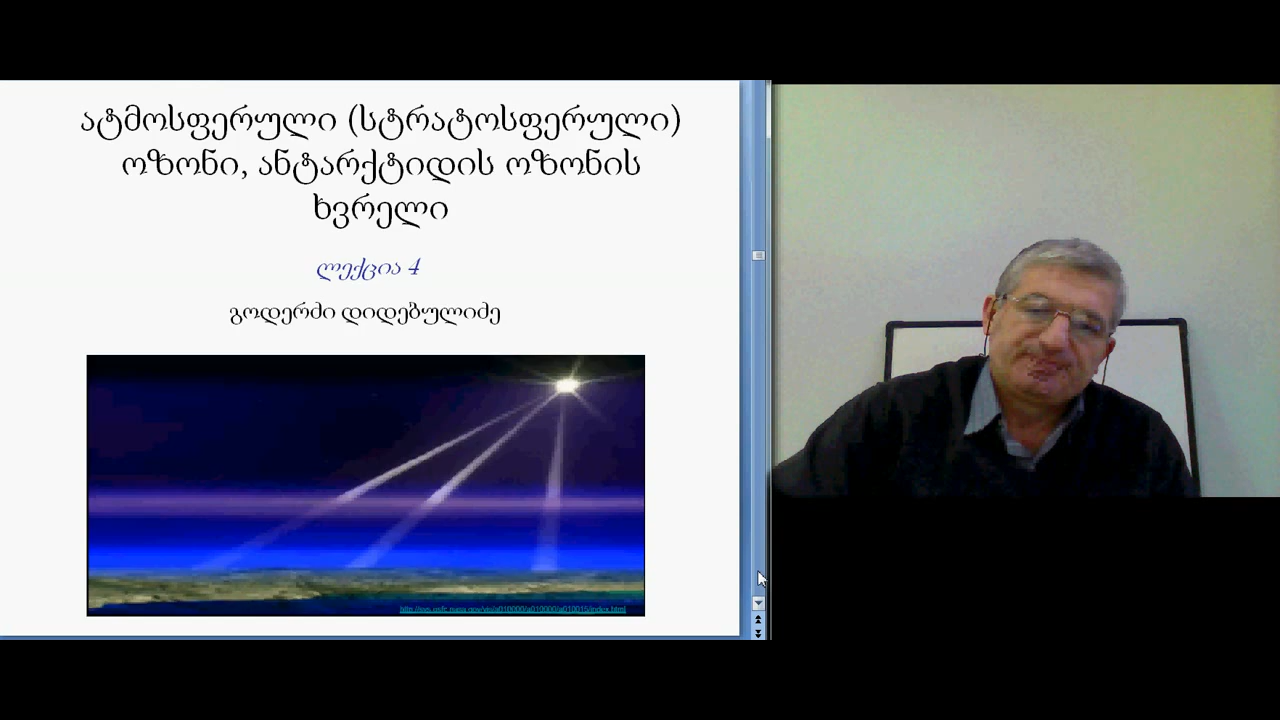 ატმოსფერული (სტრატოსფერული)
ოზონი, ანტარქტიდის ოზონის
ხვრელი
ლექცია 4
გოდერძი დიდებულიძე